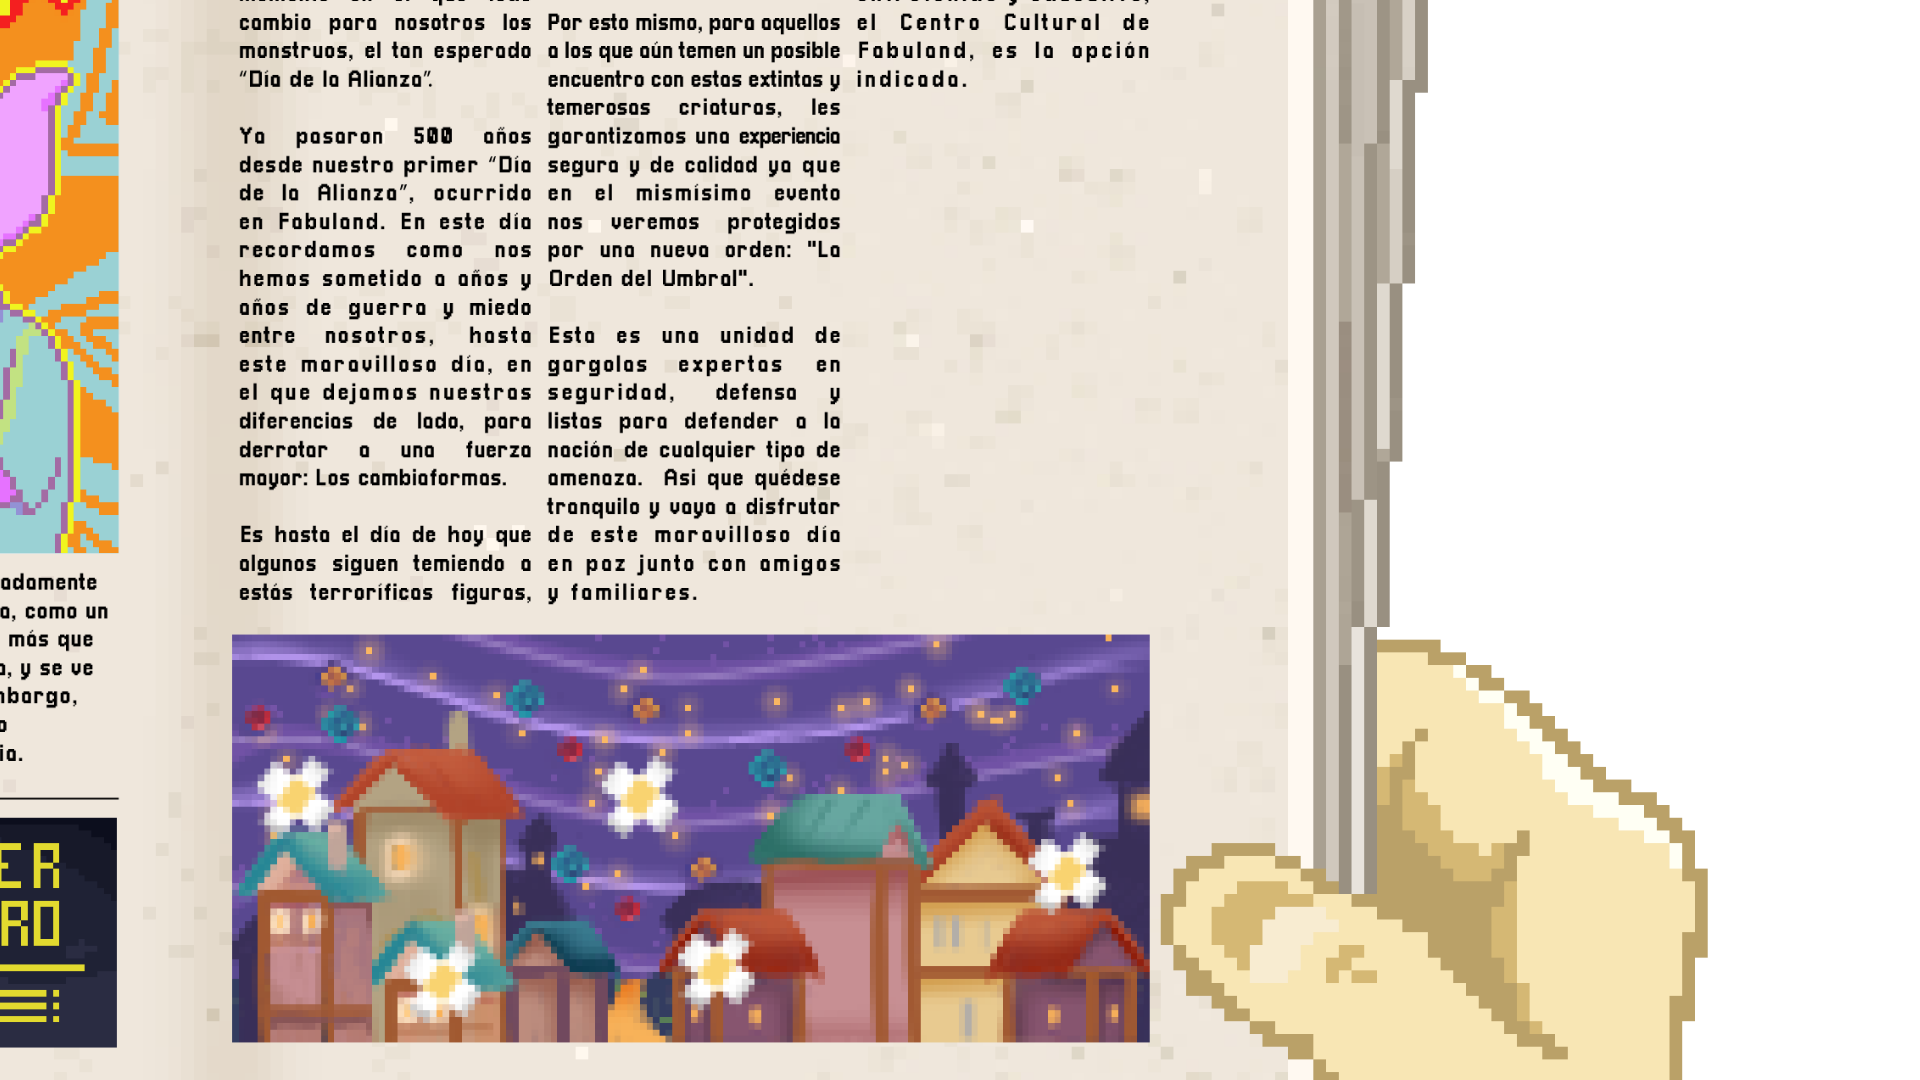 cambio para nosotros los
monstruos, el tan esperado
“Día de la Alianza”.
Ya pasaron 500 años
desde nuestro primer “Día
de la Alianza”, ocurrido
en Fabuland. En este día
recordamos como nos
hemos sometido a años y
años de guerra y miedo
entre nosotros, hasta
este maravilloso día, en
el que dejamos nuestras
diferencias de lado, para
derrotar a una fuerza
mayor: Los cambiaformas.
Es hasta el día de hoy que
algunos siguen temiendo a
estás terroríficas figuras,
Por esto mismo, para aquellos
a los que aún temen un posible
encuentro con estas extintas y
temerosas criaturas, les
garantizamos una experiencia
segura y de calidad ya que
en el mismísimo evento
nos veremos protegidos
por una nueva orden: "La
Orden del Umbral".
Esta es una unidad de
gargolas expertas en
seguridad, defensa y
listas para defender a la
nación de cualquier tipo de
amenaza. Asi que quédese
tranquilo y vaya a disfrutar
de este maravilloso día
en paz junto con amigos
y familiares.
el Centro Cultural de
Fabuland, es la opción
indicada.
adamente
a, como un
más que
a, y se ve
mbargo,
o
ia.
ER
RO